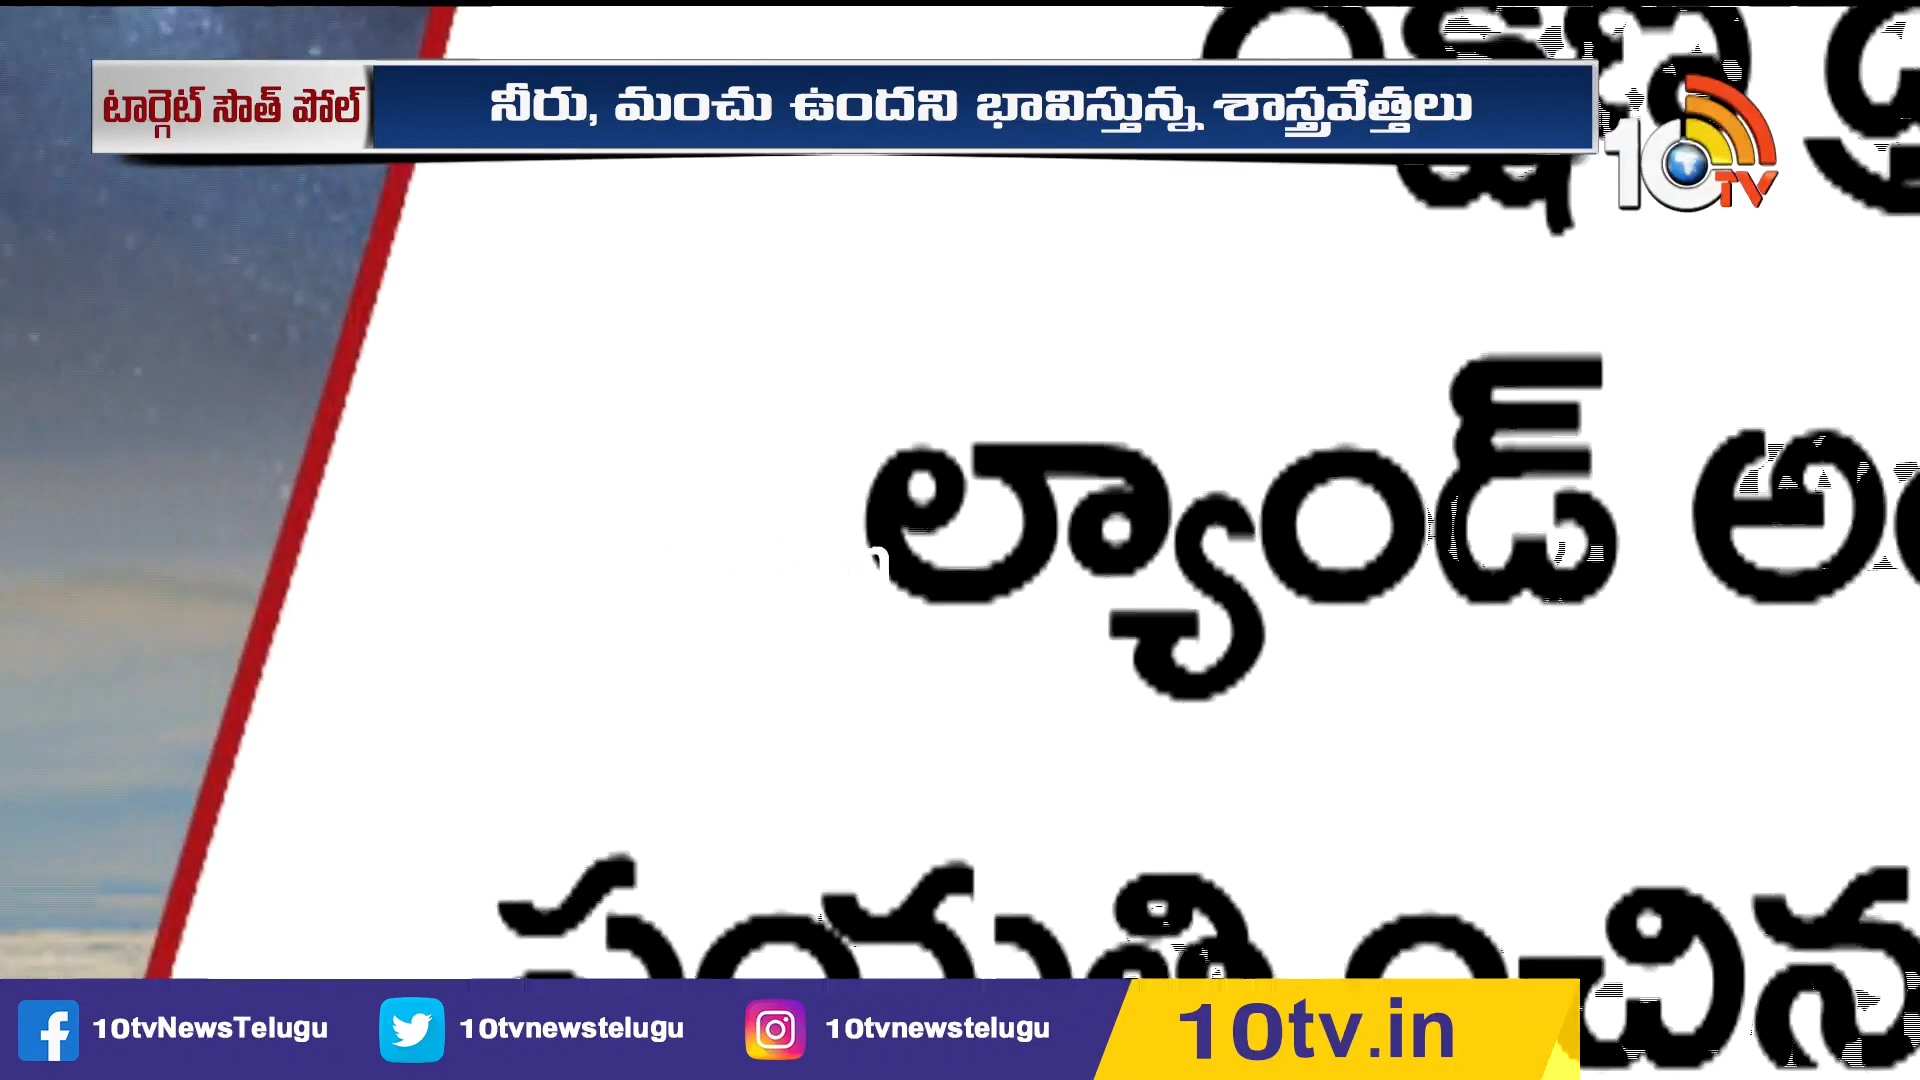 టార్గెట్ సౌత్ పోల్
నీరు, మంచు ఉందని భావిస్తున్న శాస్త్రవేత్తలు
10TV
ల్యాండ్
10tvNewsTelugu
10tvnewstelugu
10tvnewstelugu
10tv.in